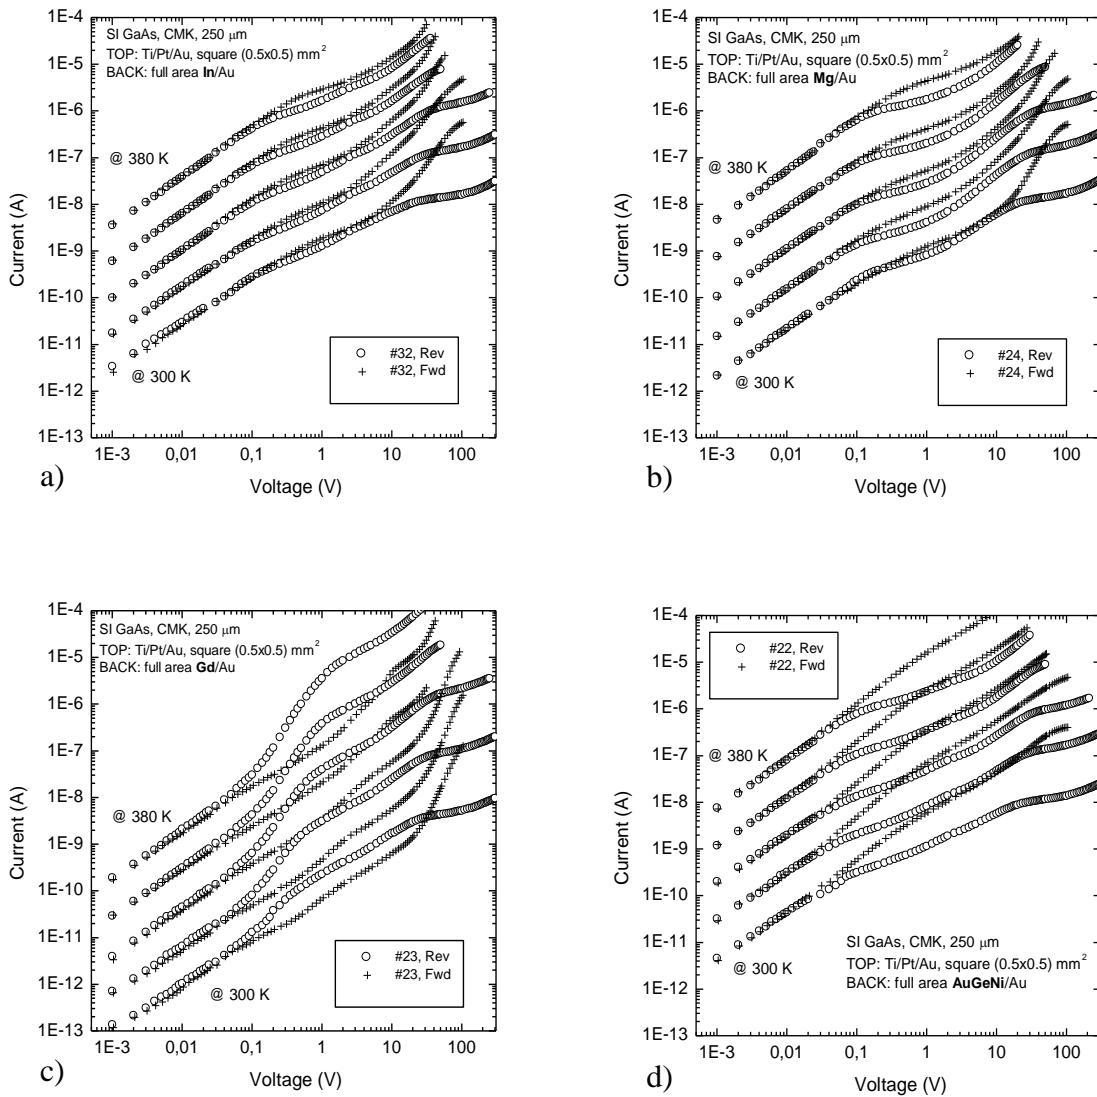 1E-4
1E-5
1E-6
1E-7
1E-8
1E-9
1E-10
1E-11
1E-12
1E-13
Current (A)
SI GaAs, CMK, 250 μm
TOP: Ti/Pt/Au, square (0.5x0.5) mm²
BACK: full area In/Au
@ 380 K
@ 300 K
#32, Rev
#32, Fwd
1E-3 0,01 0,1 1 10 100
Voltage (V)
a)
1E-4
1E-5
1E-6
1E-7
1E-8
1E-9
1E-10
1E-11
1E-12
1E-13
Current (A)
SI GaAs, CMK, 250 μm
TOP: Ti/Pt/Au, square (0.5x0.5) mm²
BACK: full area Mg/Au
@ 380 K
@ 300 K
#24, Rev
#24, Fwd
1E-3 0,01 0,1 1 10 100
Voltage (V)
b)
1E-4
1E-5
1E-6
1E-7
1E-8
1E-9
1E-10
1E-11
1E-12
1E-13
Current (A)
SI GaAs, CMK, 250 μm
TOP: Ti/Pt/Au, square (0.5x0.5) mm²
BACK: full area Gd/Au
@ 380 K
@ 300 K
#23, Rev
#23, Fwd
1E-3 0,01 0,1 1 10 100
Voltage (V)
c)
1E-4
1E-5
1E-6
1E-7
1E-8
1E-9
1E-10
1E-11
1E-12
1E-13
Current (A)
#22, Rev
#22, Fwd
@ 380 K
@ 300 K
SI GaAs, CMK, 250 μm
TOP: Ti/Pt/Au, square (0.5x0.5) mm²
BACK: full area AuGeNi/Au
1E-3 0,01 0,1 1 10 100
Voltage (V)
d)